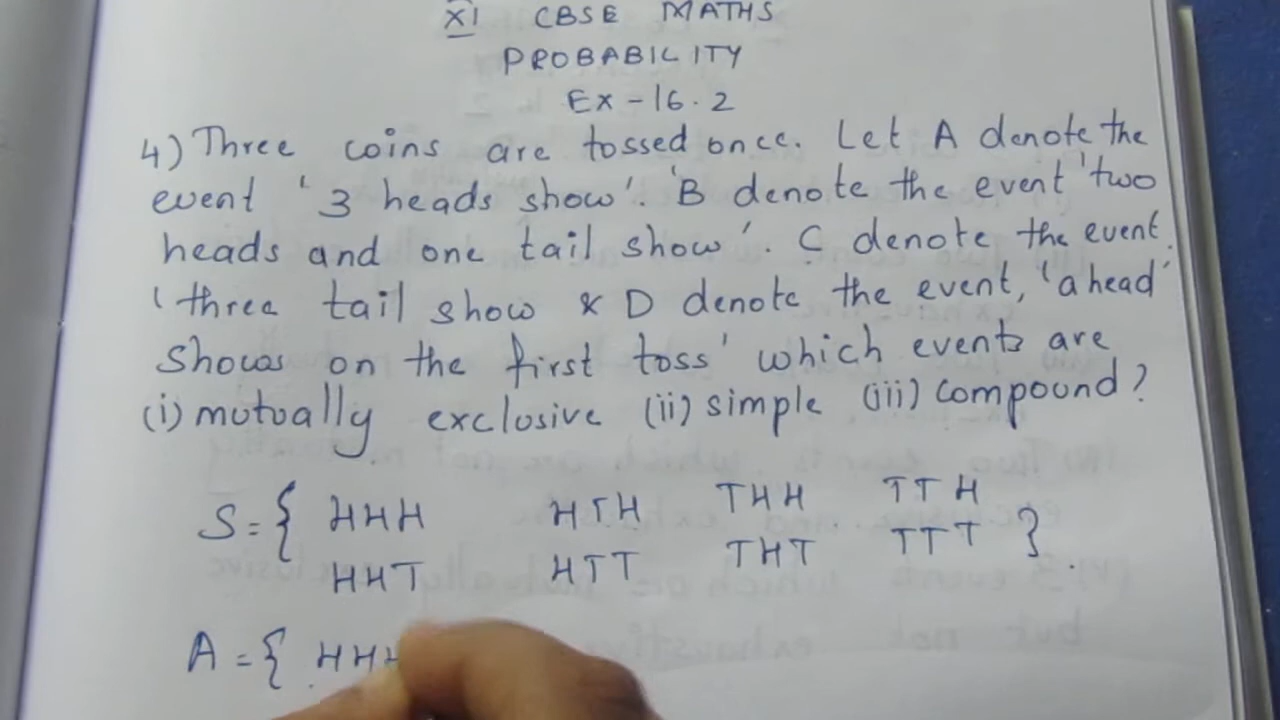 XI CBSE MATHS
PROBABILITY
Ex-16.2
4) Three coins are tossed once. Let A denote the
event '3 heads show'. 'B denote the event 'two
heads and one tail show'. C denote the event
'three tail show & D denote the event, 'a head'
shows on the first toss' which events are
(i) mutually exclusive (ii) simple (iii) compound?
S = { HHH HTH THH TTH
HHT HTT THT TTT }.
A = { HHH